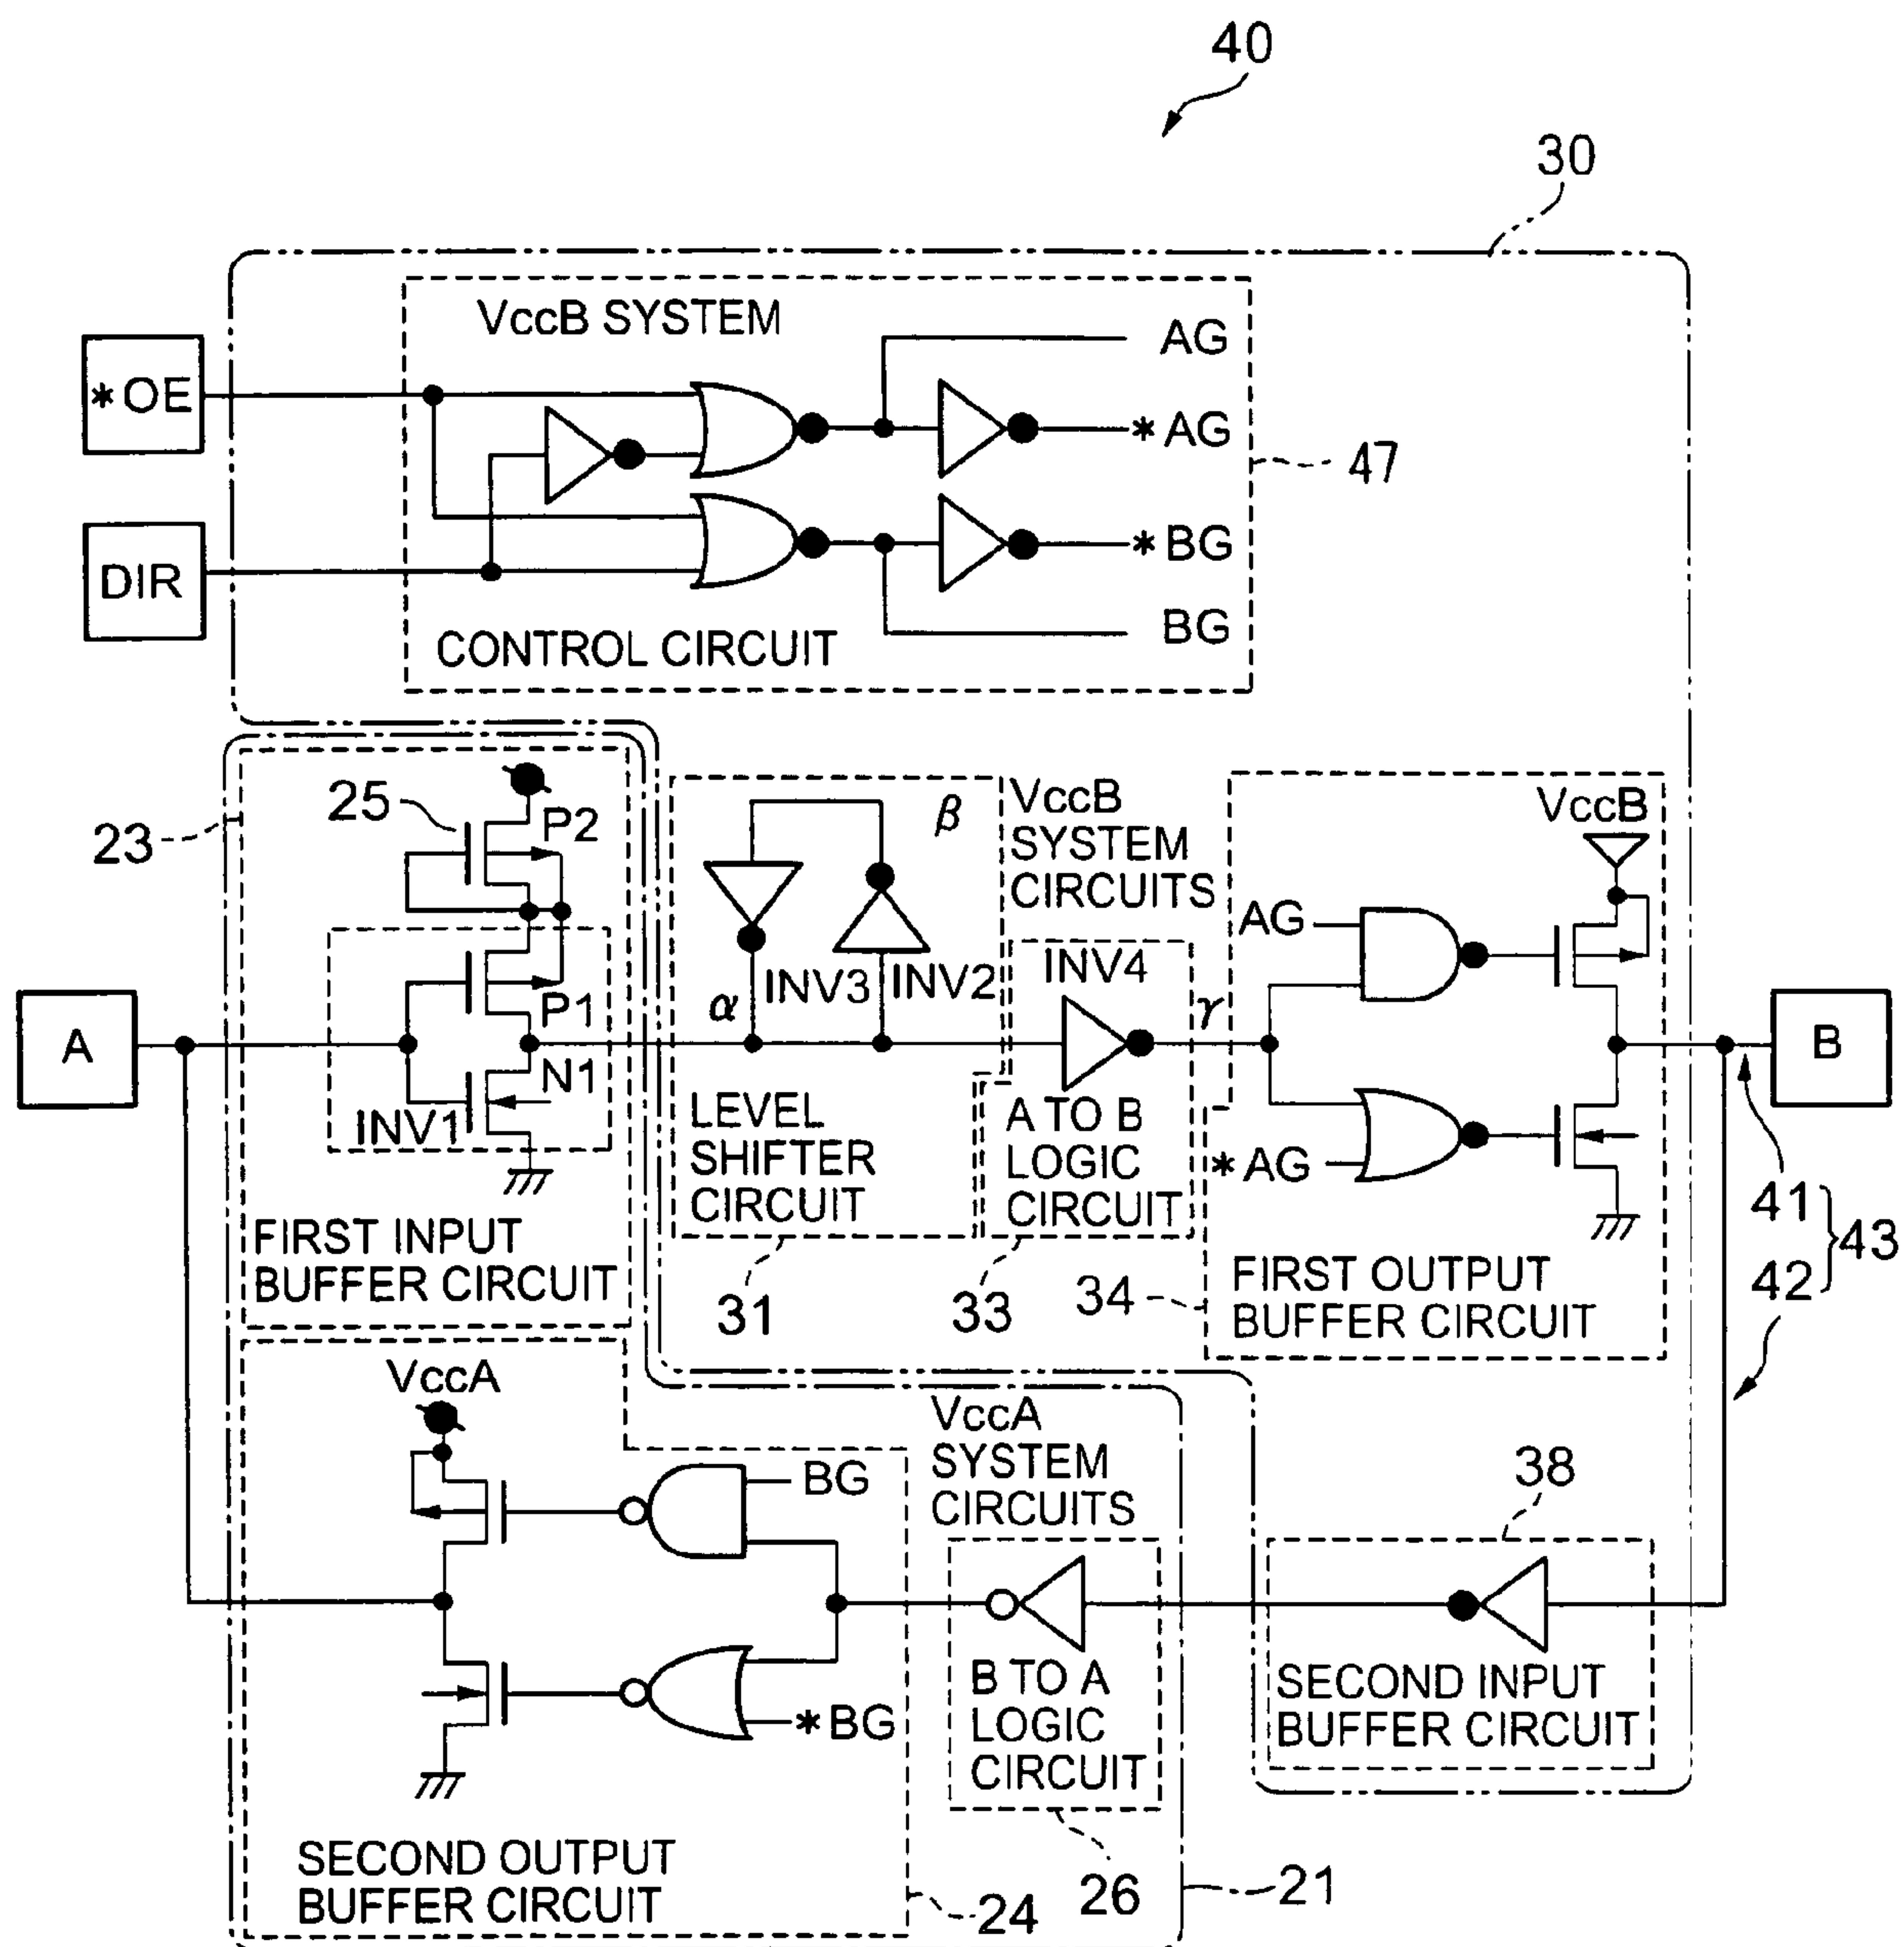 40
30
VccB SYSTEM
AG
*OE
*AG
47
*BG
DIR
BG
CONTROL CIRCUIT
25
P2
23
β
VccB
SYSTEM
CIRCUITS
VccB
AG
INV3
INV2
INV4
α
γ
P1
A
B
N1
INV1
LEVEL
SHIFTER
CIRCUIT
A TO B
LOGIC
CIRCUIT
*AG
41
43
42
FIRST INPUT
BUFFER CIRCUIT
31
33
34
FIRST OUTPUT
BUFFER CIRCUIT
VccA
VccA
SYSTEM
CIRCUITS
BG
38
B TO A
LOGIC
CIRCUIT
*BG
SECOND INPUT
BUFFER CIRCUIT
SECOND OUTPUT
BUFFER CIRCUIT
24
26
21